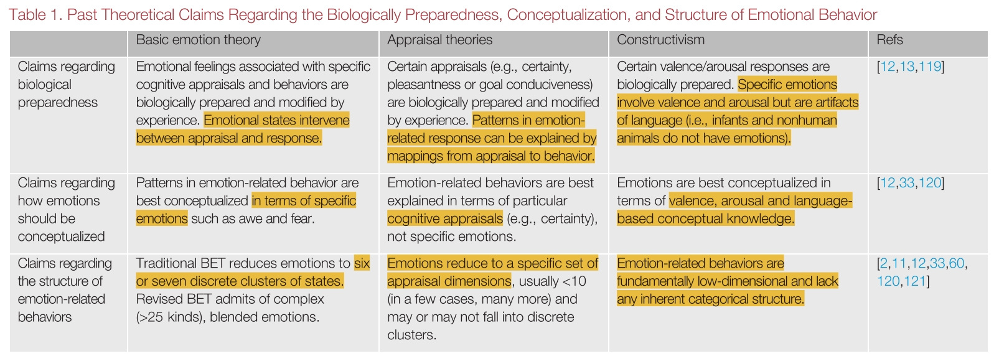 Table 1. Past Theoretical Claims Regarding the Biologically Preparedness, Conceptualization, and Structure of Emotional Behavior
Basic emotion theory
Appraisal theories
Constructivism
Refs
Claims regarding
biological
preparedness
Emotional feelings associated with specific
cognitive appraisals and behaviors are
biologically prepared and modified by
experience. Emotional states intervene
between appraisal and response.
Certain appraisals (e.g., certainty,
pleasantness or goal conduciveness)
are biologically prepared and modified
by experience. Patterns in emotion-
related response can be explained by
mappings from appraisal to behavior.
Certain valence/arousal responses are
biologically prepared. Specific emotions
involve valence and arousal but are artifacts
of language (i.e., infants and nonhuman
animals do not have emotions).
[12,13,119]
Claims regarding
how emotions
should be
conceptualized
Patterns in emotion-related behavior are
best conceptualized in terms of specific
emotions such as awe and fear.
Emotion-related behaviors are best
explained in terms of particular
cognitive appraisals (e.g., certainty),
not specific emotions.
Emotions are best conceptualized in
terms of valence, arousal and language-
based conceptual knowledge.
[12,33,120]
Claims regarding
the structure of
emotion-related
behaviors
Traditional BET reduces emotions to six
or seven discrete clusters of states.
Revised BET admits of complex
(>25 kinds), blended emotions.
Emotions reduce to a specific set of
appraisal dimensions, usually <10
(in a few cases, many more) and
may or may not fall into discrete
clusters.
Emotion-related behaviors are
fundamentally low-dimensional and lack
any inherent categorical structure.
[2,11,12,33,60,
120,121]